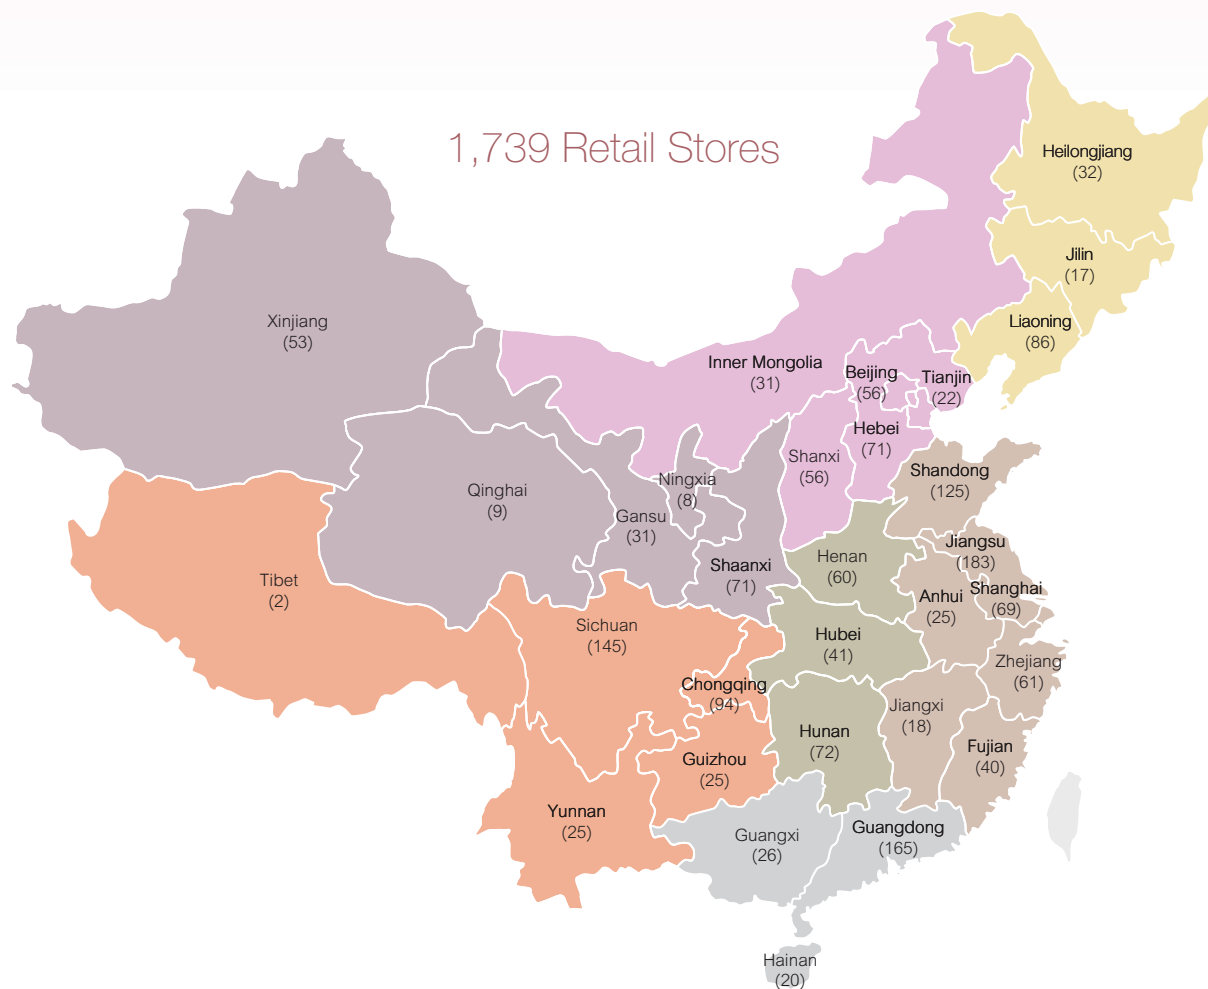 1,739 Retail Stores
Heilongjiang
(32)
Jilin
(17)
Liaoning
(86)
Xinjiang
(53)
Inner Mongolia
(31)
Beijing
(56)
Tianjin
(22)
Hebei
(71)
Shanxi
(56)
Shandong
(125)
Ningxia
(8)
Qinghai
(9)
Gansu
(31)
Shaanxi
(71)
Henan
(60)
Jiangsu
(183)
Tibet
(2)
Anhui
(25)
Shanghai
(69)
Sichuan
(145)
Hubei
(41)
Zhejiang
(61)
Chongqing
(94)
Jiangxi
(18)
Hunan
(72)
Fujian
(40)
Guizhou
(25)
Yunnan
(25)
Guangxi
(26)
Guangdong
(165)
Hainan
(20)